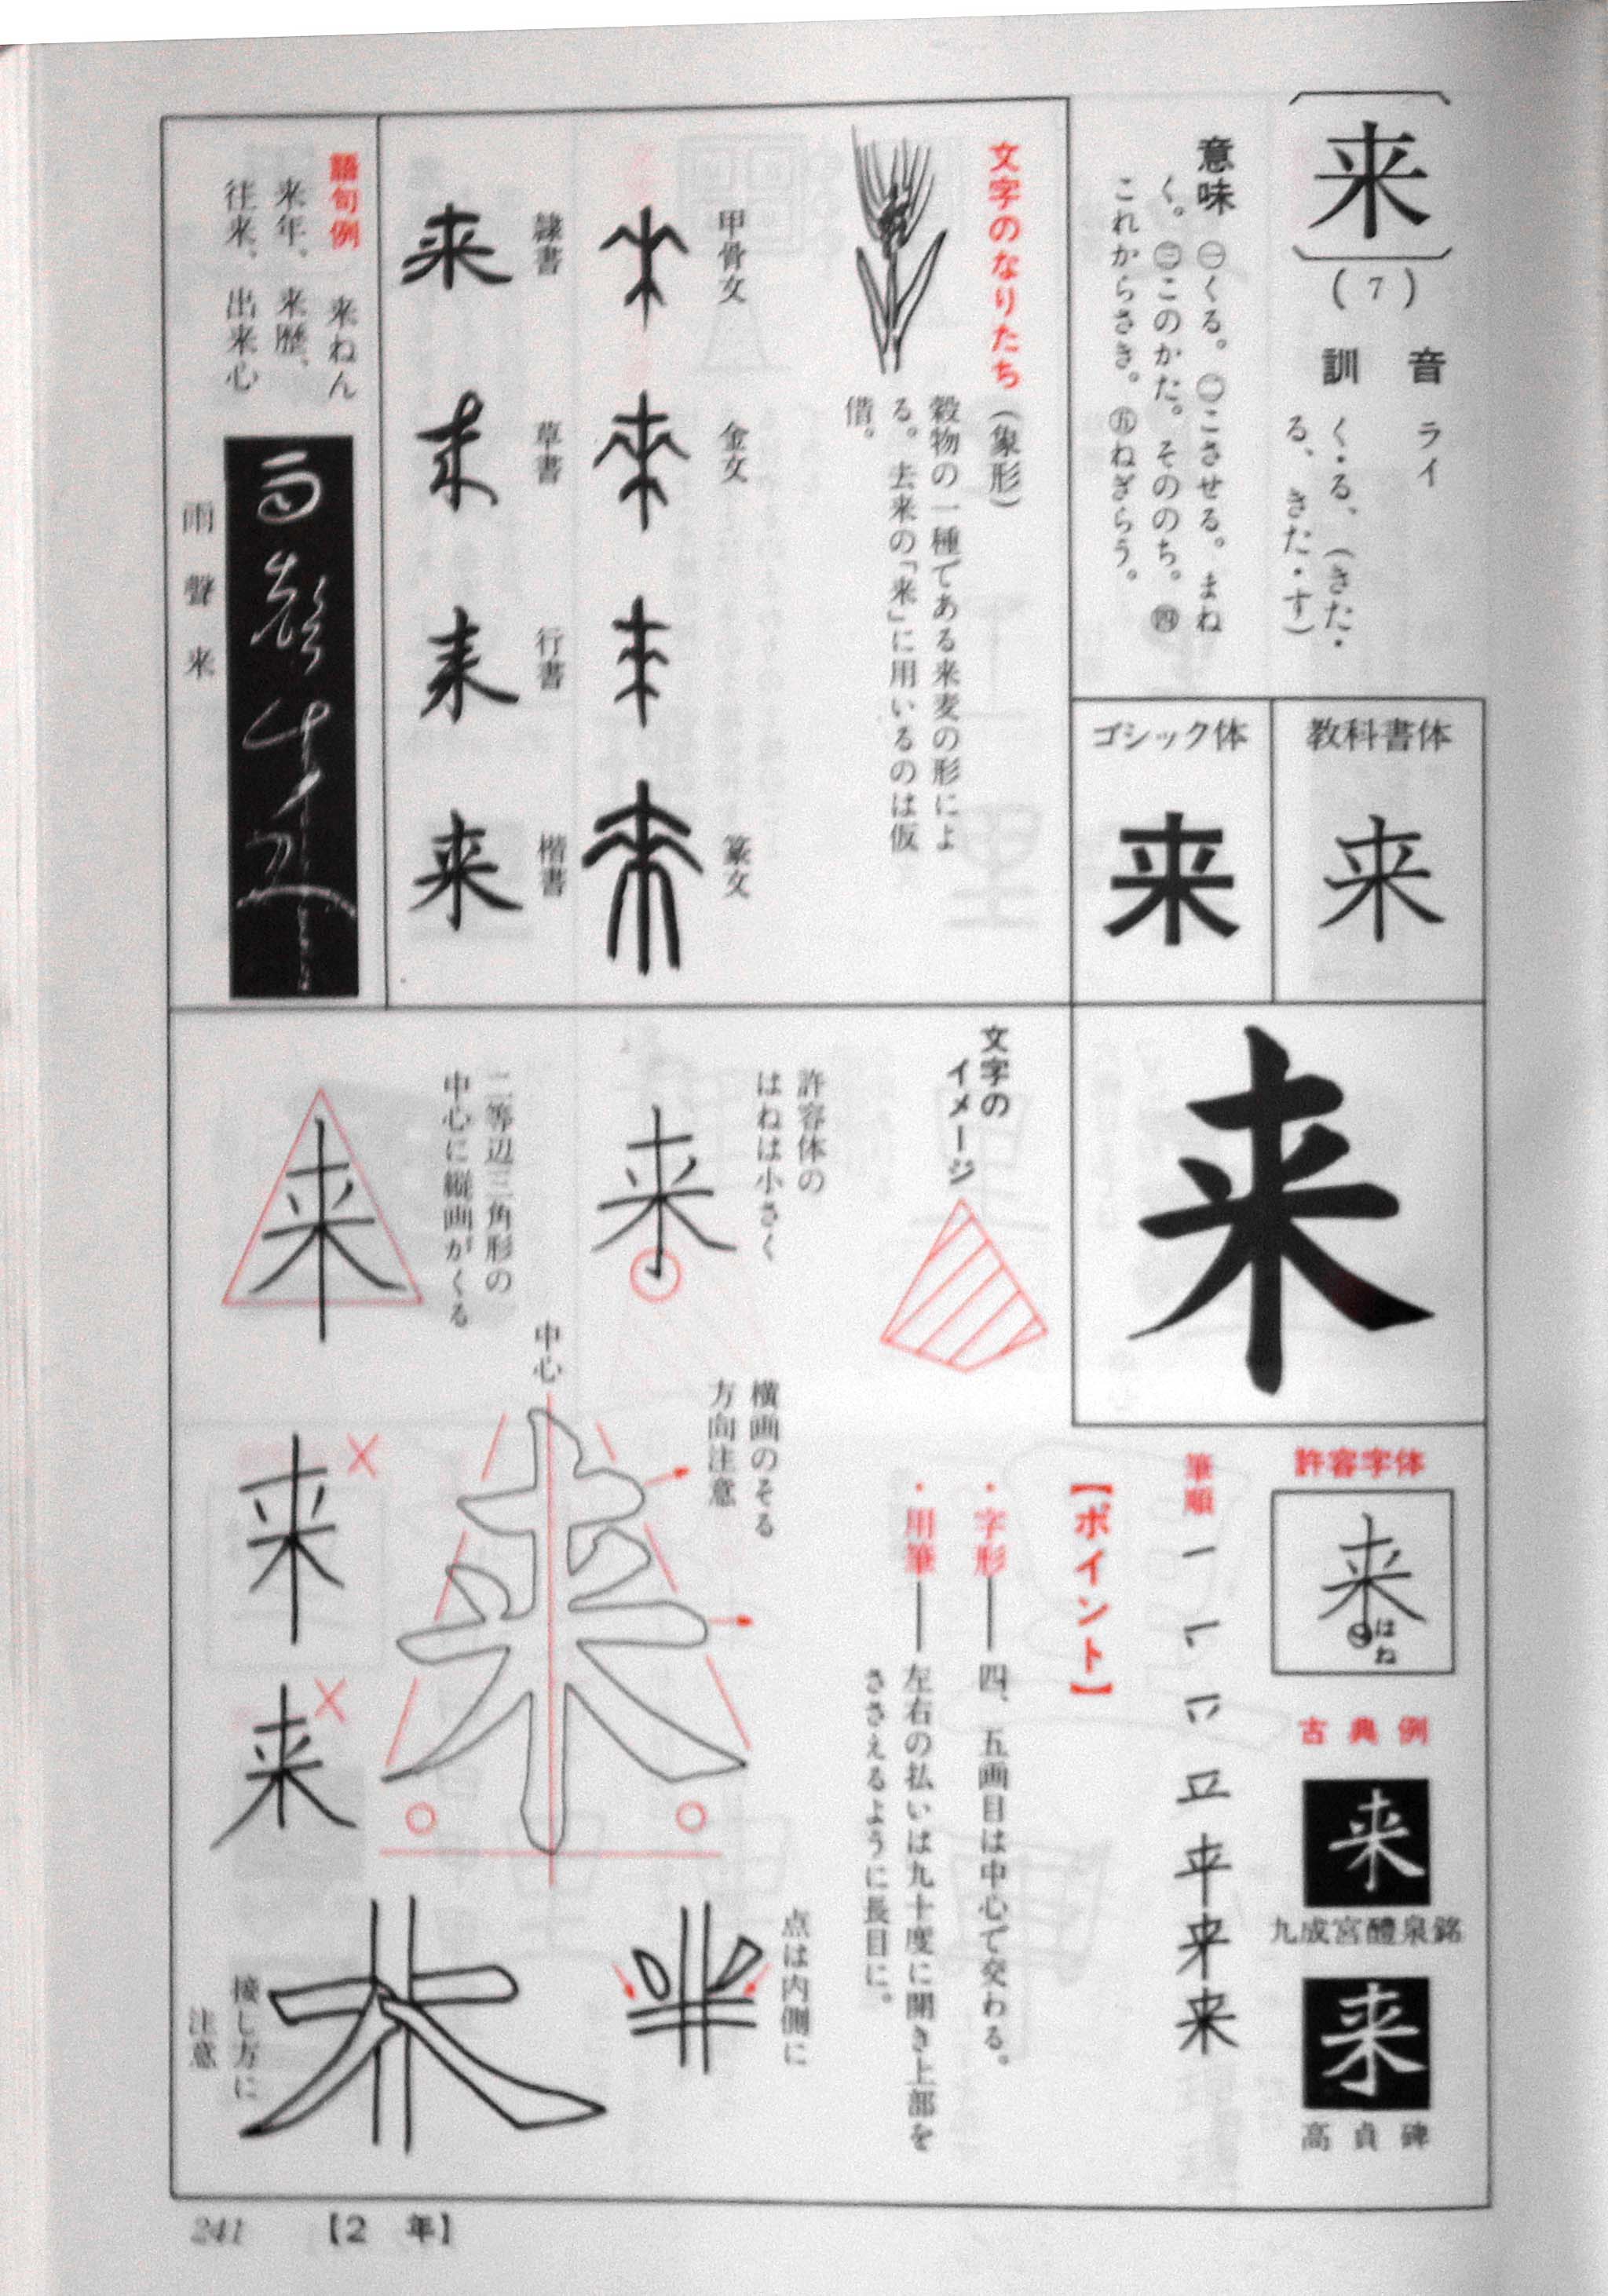 〔来〕(7)
音 ライ
訓 く・る、(きた・
る、きた・す)
意味 ㊀くる。㊁こさせる。まね
く。㊂このかた。そののち。㊃
これからさき。㊄ねぎらう。
教科書体
来
ゴシック体
来
文字のなりたち(象形)
穀物の一種である来麦の形によ
る。去来の「来」に用いるのは仮
借。
甲骨文
金文
篆文
隷書
来
草書
来
行書
来
楷書
来
語句例 来ねん
来年、来歴、
往来、出来心
雨聲来
来
許容字体
来
はね
古典例
来
九成宮醴泉銘
来
高貞碑
筆順
来
【ポイント】
・字形――四、五画目は中心で交わる。
・用筆――左右の払いは九十度に開き上部を
ささえるように長目に。
文字の
イメージ
許容体の
はねは小さく
来
二等辺三角形の
中心に縦画がくる
来
横画のそる
方向注意
中心
来
来
来
点は内側に
接し方に
注意
241 【2 年】